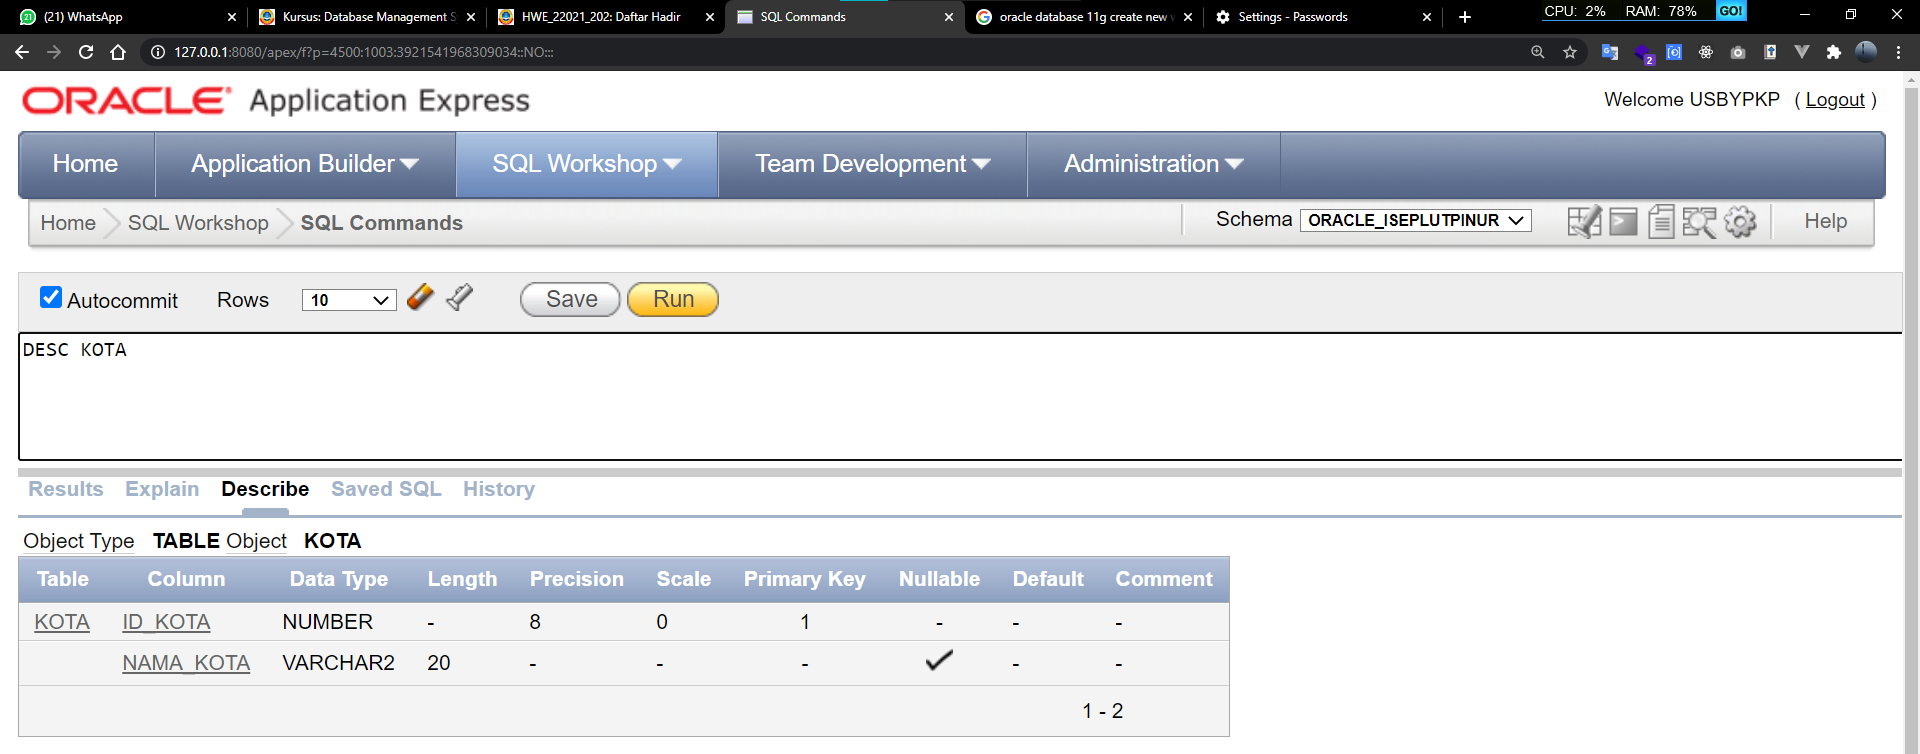 (21) WhatsApp
Kursus: Database Management S
HWE_22021_202: Daftar Hadir
SQL Commands
oracle database 11g create new
Settings - Passwords
CPU: 2% RAM: 78% GO!
127.0.0.1:8080/apex/f?p=4500:1003:3921541968309034::NO:::
2
ORACLE Application Express
Welcome USBYPKP ( Logout )
Home Application Builder SQL Workshop Team Development Administration
Home SQL Workshop SQL Commands
Schema ORACLE_ISEPLUTPINUR Help
Autocommit Rows 10 Save Run
DESC KOTA
Results Explain Describe Saved SQL History
Object Type TABLE Object KOTA
Table Column Data Type Length Precision Scale Primary Key Nullable Default Comment
KOTA ID_KOTA NUMBER - 8 0 1 - - -
NAMA_KOTA VARCHAR2 20 - - - - -
1 - 2